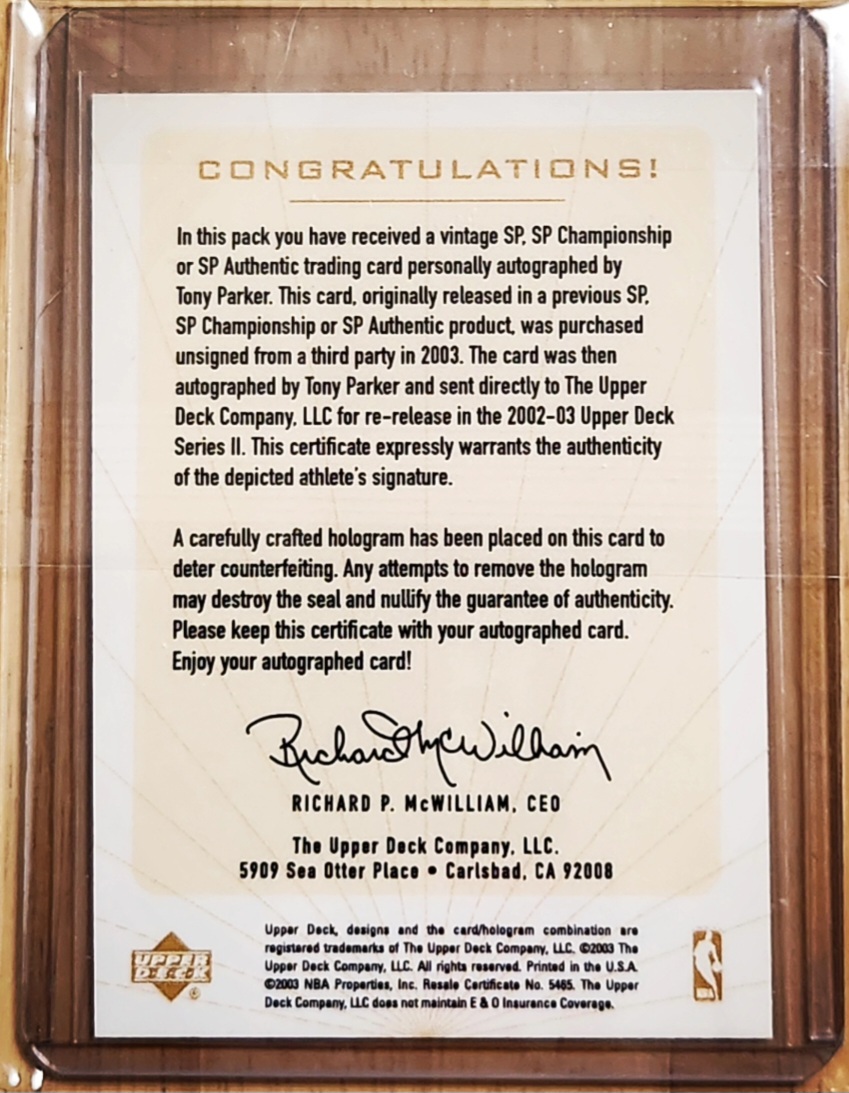 CONGRATULATIONS!
In this pack you have received a vintage SP, SP Championship
or SP Authentic trading card personally autographed by
Tony Parker. This card, originally released in a previous SP,
SP Championship or SP Authentic product, was purchased
unsigned from a third party in 2003. The card was then
autographed by Tony Parker and sent directly to The Upper
Deck Company, LLC for re-release in the 2002-03 Upper Deck
Series II. This certificate expressly warrants the authenticity
of the depicted athlete's signature.
A carefully crafted hologram has been placed on this card to
deter counterfeiting. Any attempts to remove the hologram
may destroy the seal and nullify the guarantee of authenticity.
Please keep this certificate with your autographed card.
Enjoy your autographed card!
Richard McWilliam
RICHARD P. McWILLIAM, CEO
The Upper Deck Company, LLC.
5909 Sea Otter Place • Carlsbad, CA 92008
Upper Deck, designs and the card/hologram combination are
registered trademarks of The Upper Deck Company, LLC. ©2003 The
Upper Deck Company, LLC. All rights reserved. Printed in the U.S.A.
©2003 NBA Properties, Inc. Resale Certificate No. 5465. The Upper
Deck Company, LLC does not maintain E & O Insurance Coverage.
UPPER
DECK
®
NBA